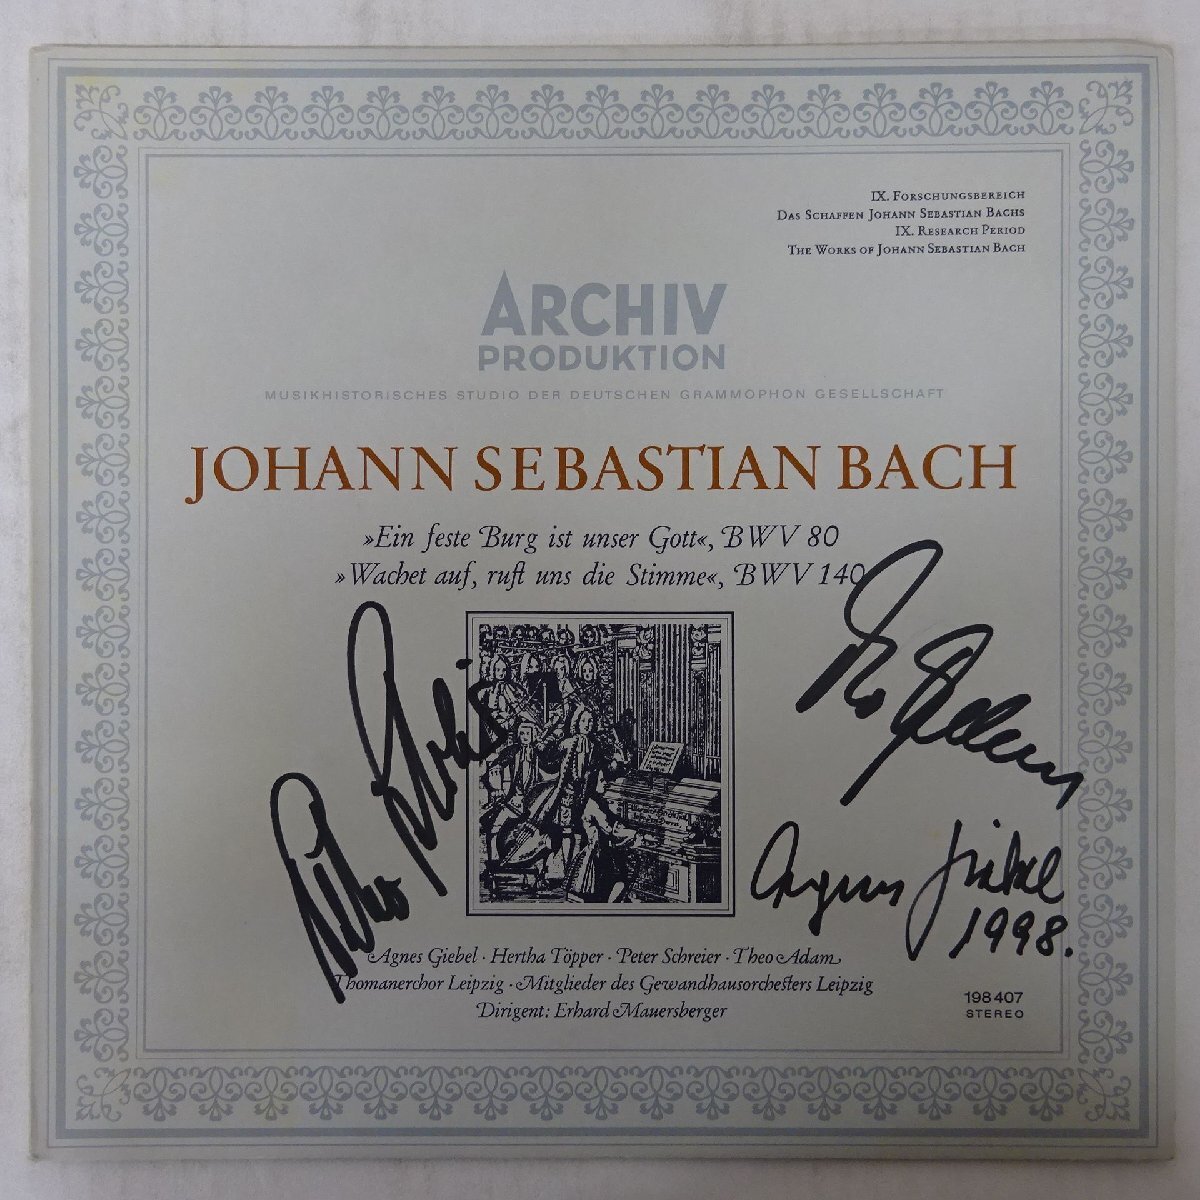 IX. FORSCHUNGSBEREICH
DAS SCHAFFEN JOHANN SEBASTIAN BACHS
IX. RESEARCH PERIOD
THE WORKS OF JOHANN SEBASTIAN BACH
ARCHIV
PRODUKTION
MUSIKHISTORISCHES STUDIO DER DEUTSCHEN GRAMMOPHON GESELLSCHAFT
JOHANN SEBASTIAN BACH
»Ein feste Burg ist unser Gott«, BWV 80
»Wachet auf, ruft uns die Stimme«, BWV 140
Agnes Giebel
1998.
Agnes Giebel · Hertha Töpper · Peter Schreier · Theo Adam
Thomanerchor Leipzig · Mitglieder des Gewandhausorchesters Leipzig
Dirigent: Erhard Mauersberger
198 407
STEREO